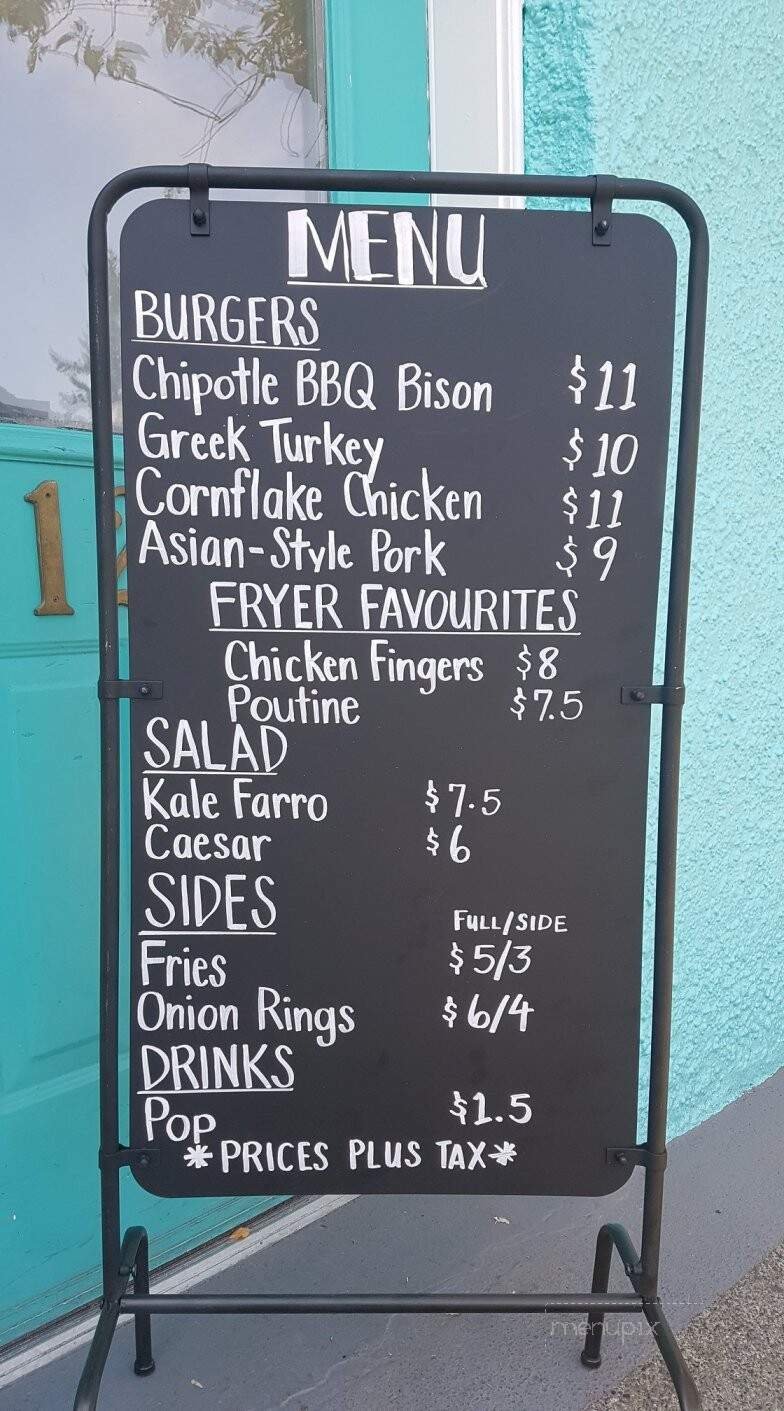 MENU
BURGERS
Chipotle BBQ Bison $11
Greek Turkey $10
Cornflake Chicken $11
Asian-Style Pork $9
FRYER FAVOURITES
Chicken Fingers $8
Poutine $7.5
SALAD
Kale Farro $7.5
Caesar $6
SIDES FULL/SIDE
Fries $5/3
Onion Rings $6/4
DRINKS
Pop $1.5
*PRICES PLUS TAX*
1
menupix